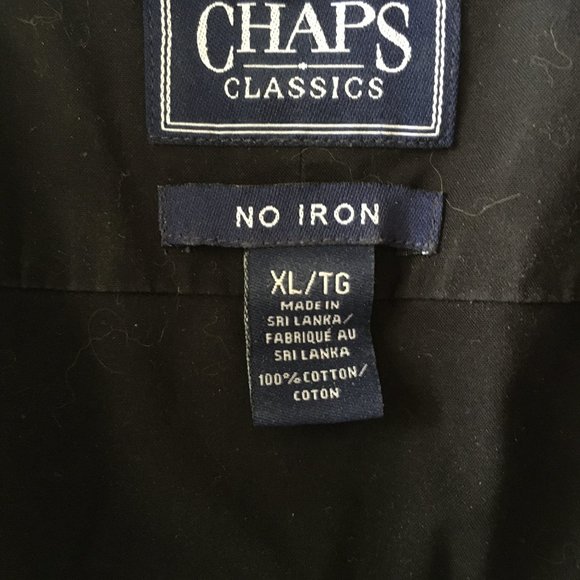 CHAPS
CLASSICS
NO IRON
XL/TG
MADE IN
SRI LANKA/
FABRIQUÉ AU
SRI LANKA
100% COTTON/
COTON